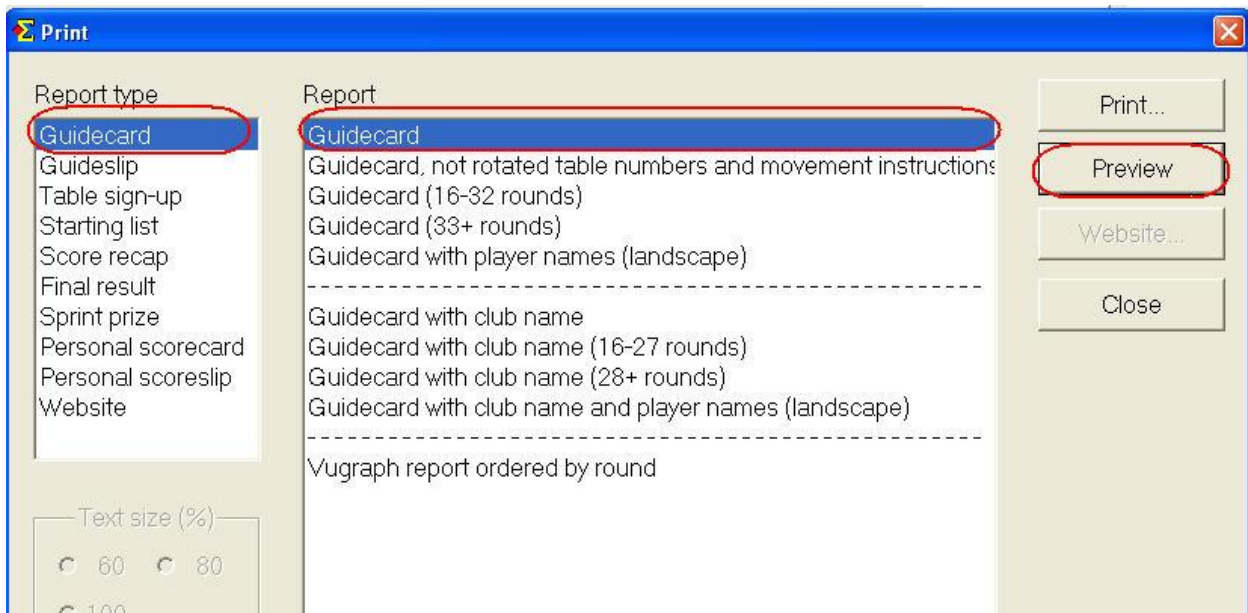 Print
Report type
Guidecard
Guideslip
Table sign-up
Starting list
Score recap
Final result
Sprint prize
Personal scorecard
Personal scoreslip
Website
Text size (%)
60 80
100
Report
Guidecard
Guidecard, not rotated table numbers and movement instructions
Guidecard (16-32 rounds)
Guidecard (33+ rounds)
Guidecard with player names (landscape)
Guidecard with club name
Guidecard with club name (16-27 rounds)
Guidecard with club name (28+ rounds)
Guidecard with club name and player names (landscape)
Vugraph report ordered by round
Print...
Preview
Website...
Close